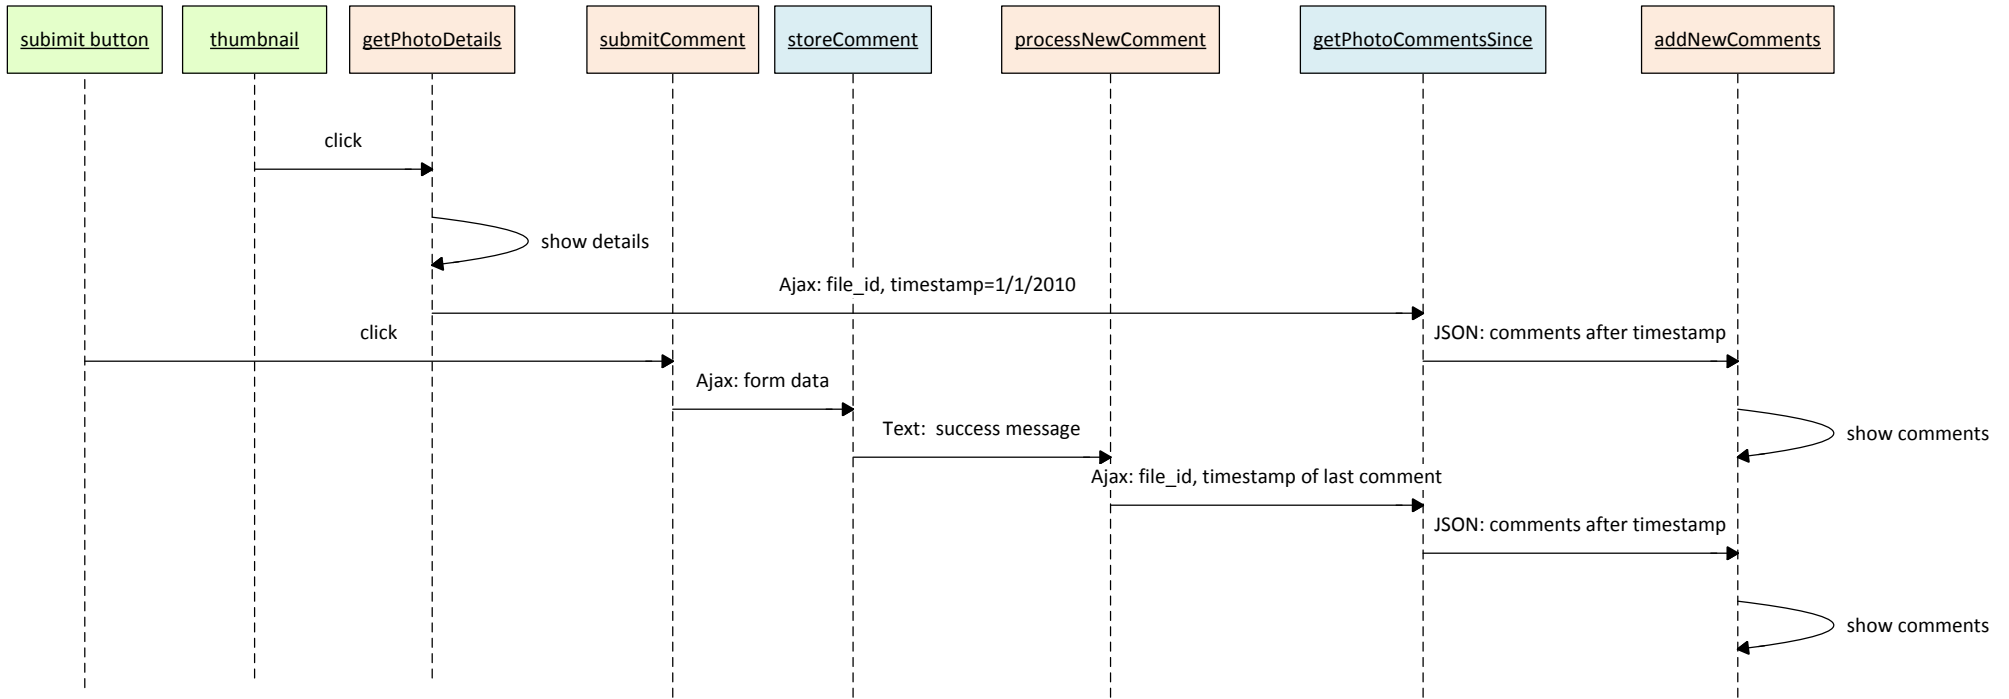 subimit button
thumbnail
getPhotoDetails
submitComment
storeComment
processNewComment
getPhotoCommentsSince
addNewComments
click
show details
Ajax: file_id, timestamp=1/1/2010
click
JSON: comments after timestamp
Ajax: form data
Text:  success message
show comments
Ajax: file_id, timestamp of last comment
JSON: comments after timestamp
show comments